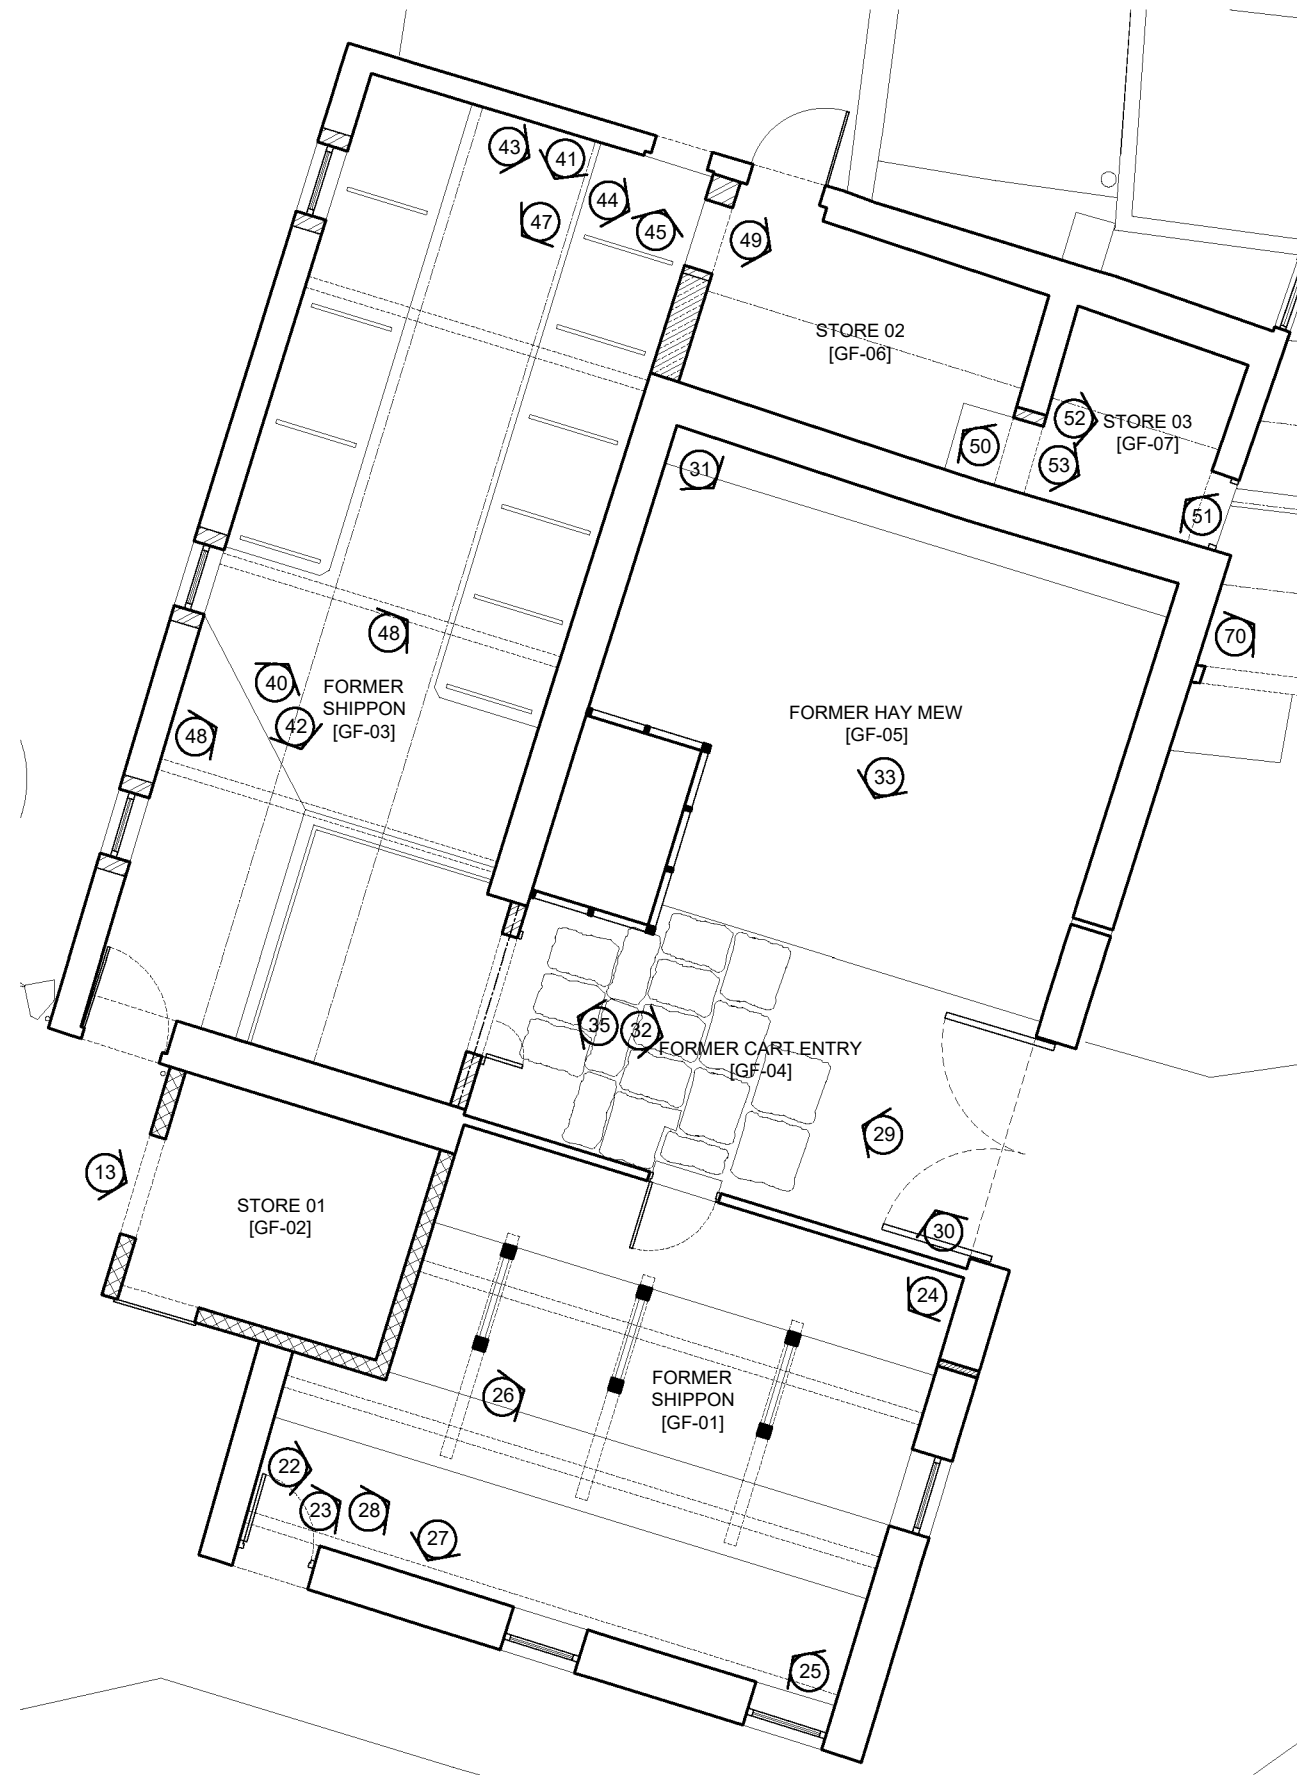 43
41
44
47
45
49
STORE 02
[GF-06]
52
STORE 03
[GF-07]
50
53
31
51
48
70
40
FORMER
SHIPPON
[GF-03]
42
48
FORMER HAY MEW
[GF-05]
33
35
32
FORMER CART ENTRY
[GF-04]
29
13
STORE 01
[GF-02]
30
24
26
FORMER
SHIPPON
[GF-01]
22
23
28
27
25